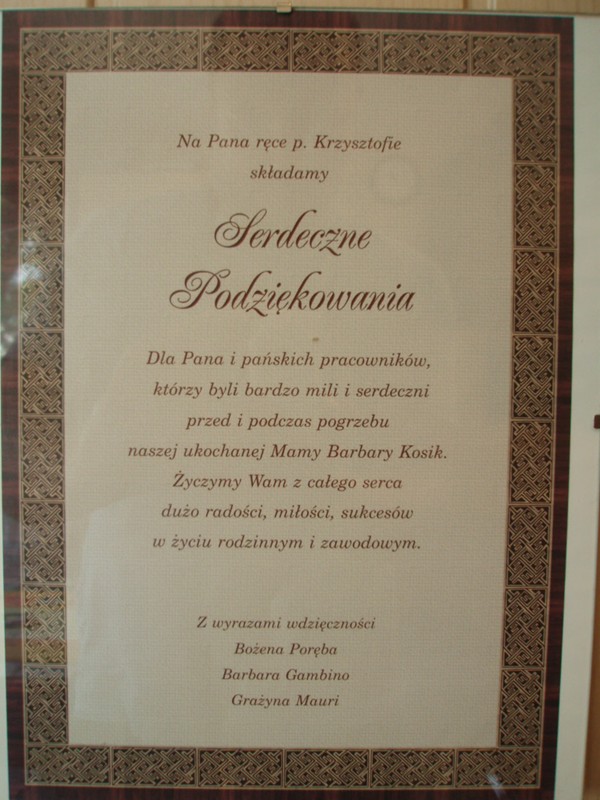 Na Pana ręce p. Krzysztofie
składamy
Serdeczne
Podziękowania
Dla Pana i pańskich pracowników,
którzy byli bardzo mili i serdeczni
przed i podczas pogrzebu
naszej ukochanej Mamy Barbary Kosik.
Życzymy Wam z całego serca
dużo radości, miłości, sukcesów
w życiu rodzinnym i zawodowym.
Z wyrazami wdzięczności
Bożena Poręba
Barbara Gambino
Grażyna Mauri